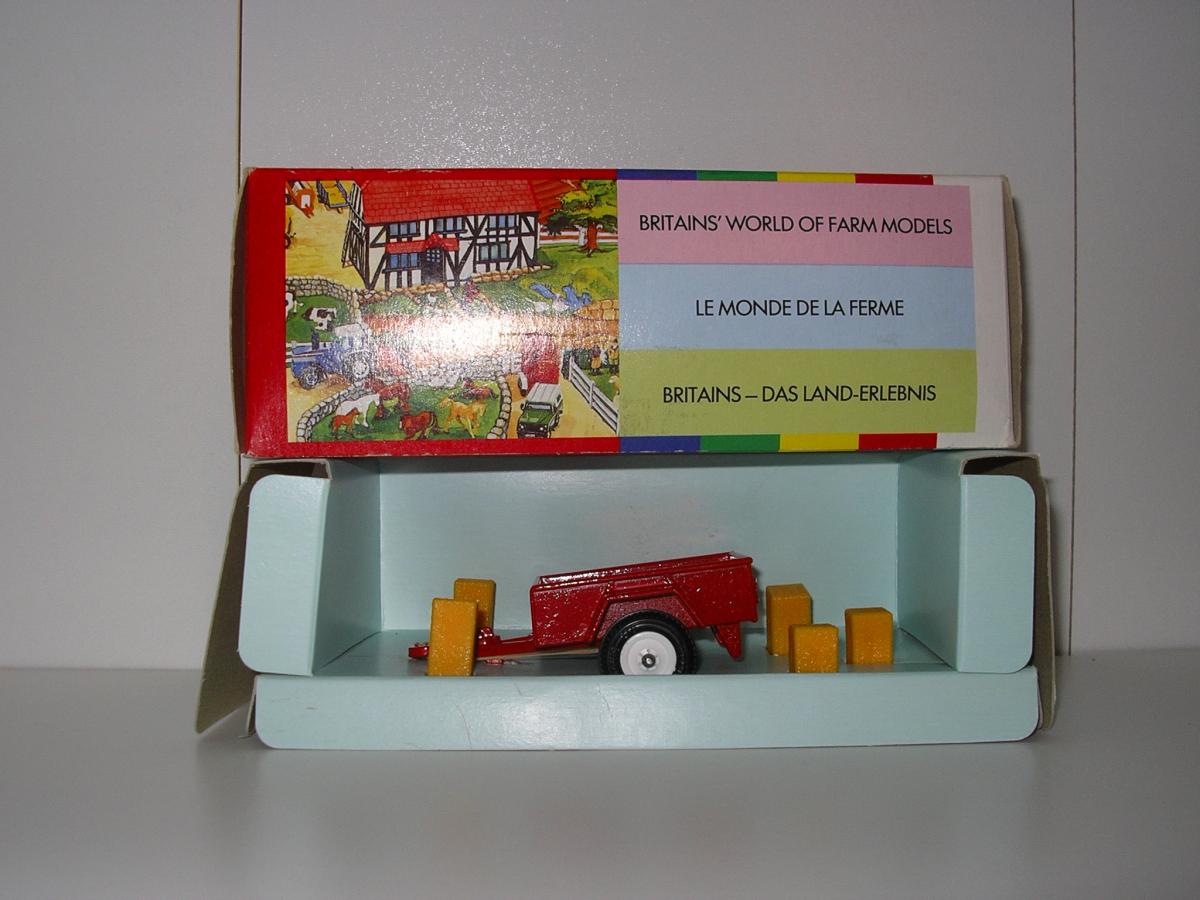 BRITAINS' WORLD OF FARM MODELS
LE MONDE DE LA FERME
BRITAINS – DAS LAND-ERLEBNIS